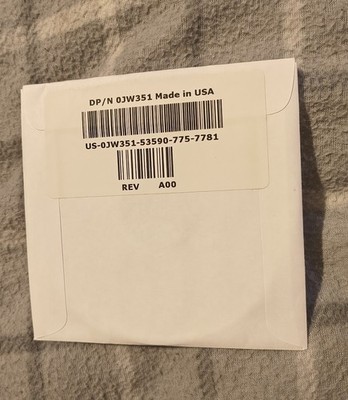 DP/N 0JW351 Made in USA
US-0JW351-53590-775-7781
REV A00